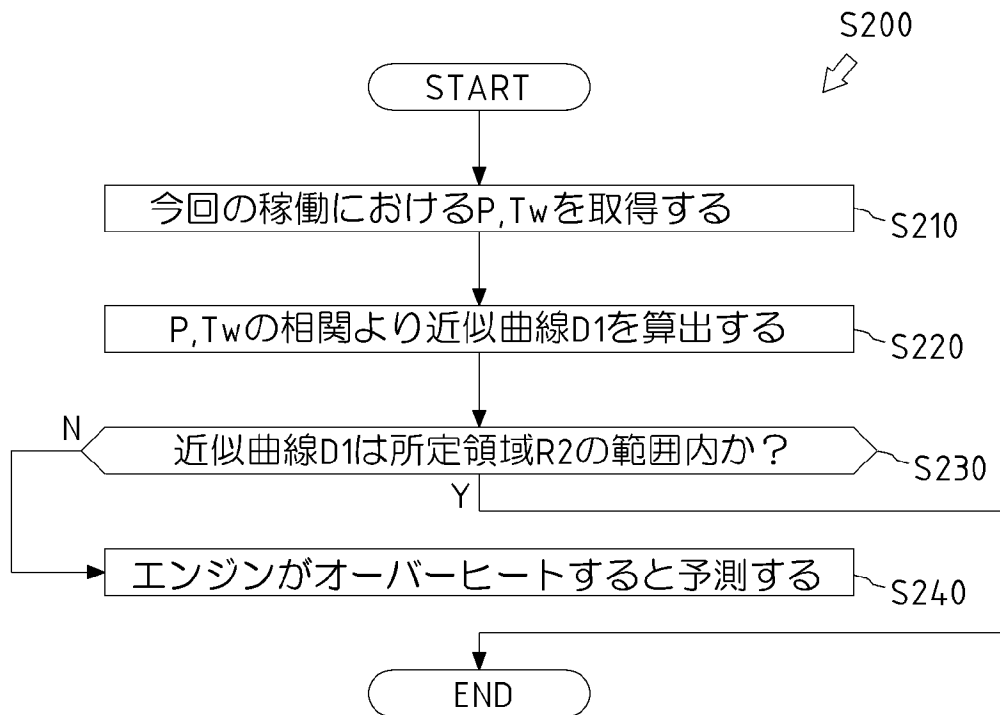 S200
START
今回の稼働におけるP,Twを取得する
S210
P,Twの相関より近似曲線D1を算出する
S220
N
近似曲線D1は所定領域R2の範囲内か？
S230
Y
エンジンがオーバーヒートすると予測する
S240
END